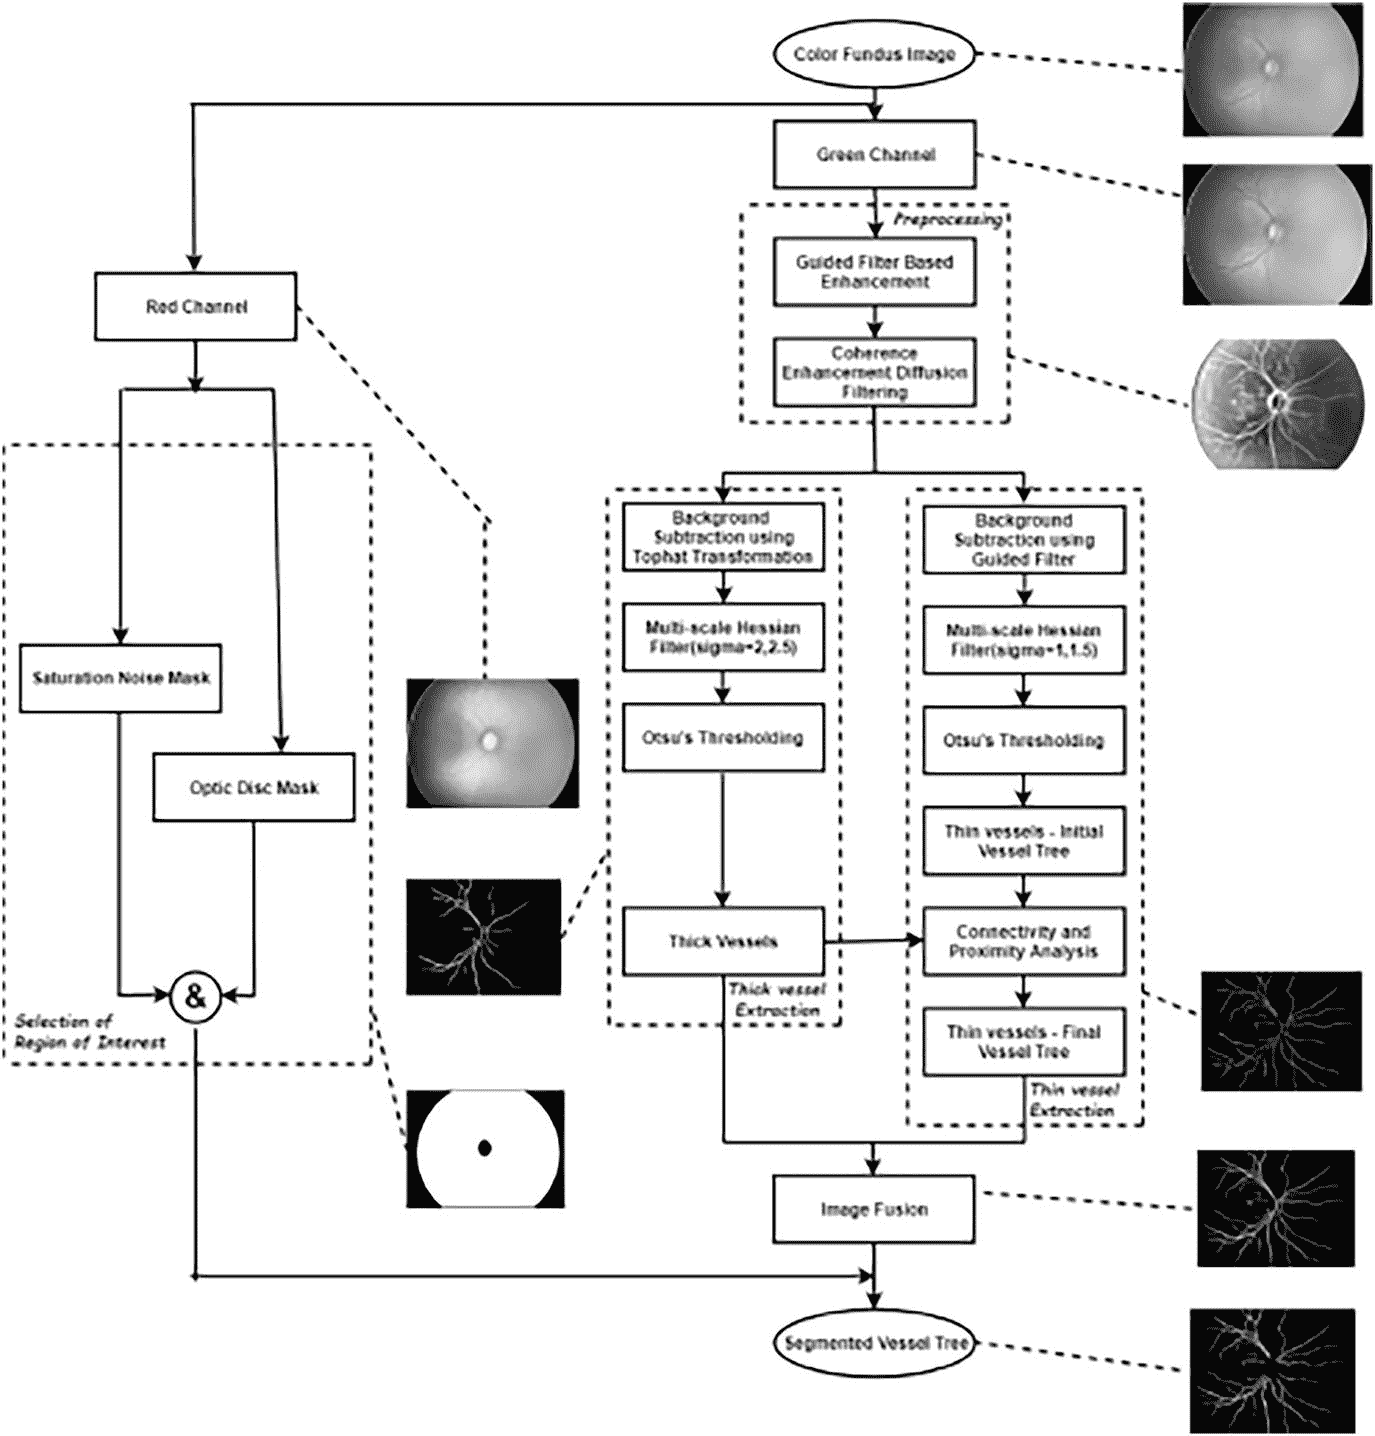 Color Fundus Image
Green Channel
Preprocessing
Guided Filter Based
Enhancement
Coherence
Enhancement Diffusion
Filtering
Red Channel
Saturation Noise Mask
Optic Disc Mask
&
Selection of
Region of Interest
Background
Subtraction using
Tophat Transformation
Multi-scale Hessian
Filter(sigma=2,2.5)
Otsu's Thresholding
Thick Vessels
Thick vessel
Extraction
Background
Subtraction using
Guided Filter
Multi-scale Hessian
Filter(sigma=1,1.5)
Otsu's Thresholding
Thin vessels - Initial
Vessel Tree
Connectivity and
Proximity Analysis
Thin vessels - Final
Vessel Tree
Thin vessel
Extraction
Image Fusion
Segmented Vessel Tree